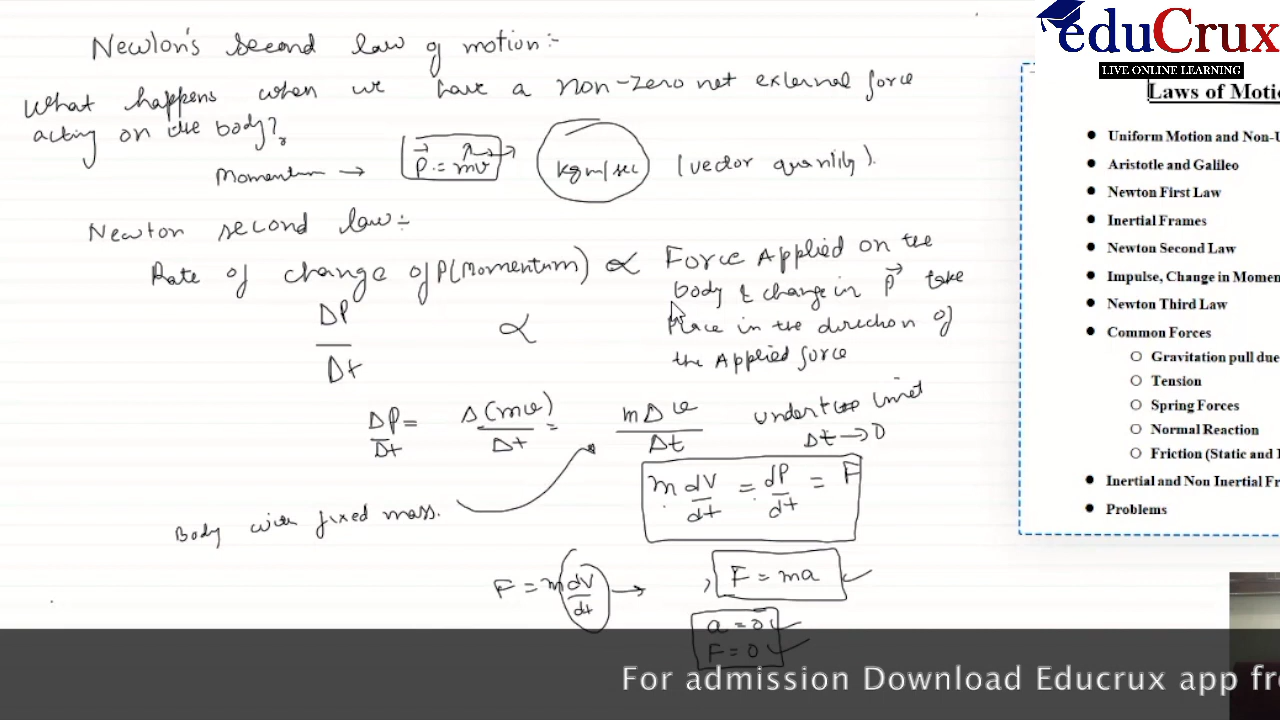 Newton's second law of motion:-
What happens when we have a non-zero net external force
acting on the body?
Momentum → P = mv kgm/sec (vector quantity).
Newton second law:-
Rate of change of P(Momentum) ∝ Force Applied on the
body & change in P take
place in the direction of
the Applied force
ΔP/Δt ∝
ΔP/Δt = Δ(mv)/Δt = mΔv/Δt under the limit
Δt → 0
m dV/dt = dP/dt = F
Body with fixed mass.
F = m dV/dt → , F = ma
a = 0
F = 0
eduCrux
LIVE ONLINE LEARNING
Laws of Motio
● Uniform Motion and Non-U
● Aristotle and Galileo
● Newton First Law
● Inertial Frames
● Newton Second Law
● Impulse, Change in Momen
● Newton Third Law
● Common Forces
○ Gravitation pull due
○ Tension
○ Spring Forces
○ Normal Reaction
○ Friction (Static and
● Inertial and Non Inertial Fr
● Problems
For admission Download Educrux app fr